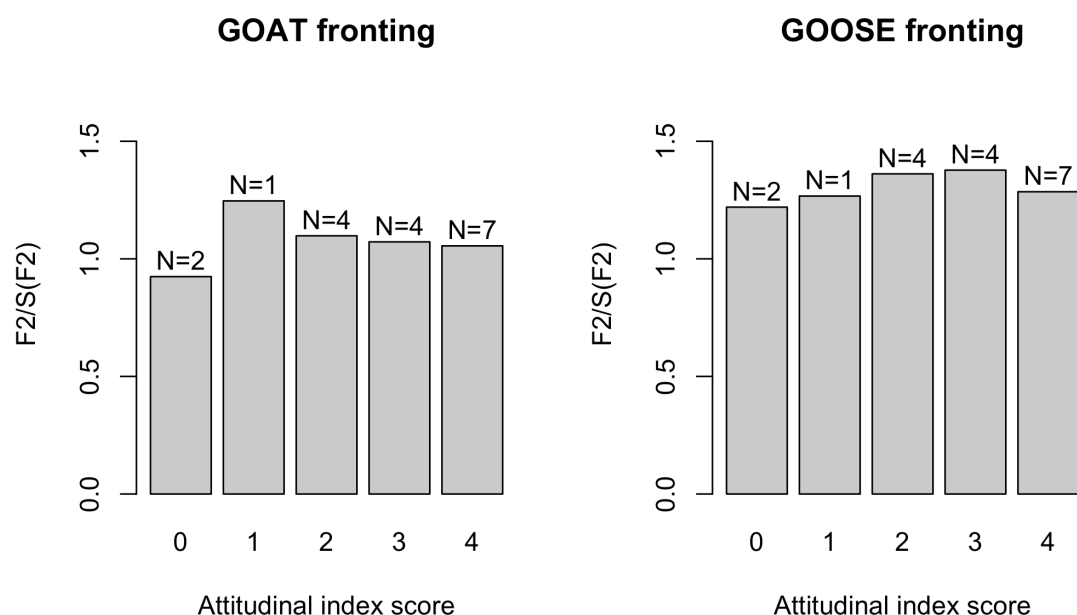 GOAT fronting
F2/S(F2)
1.5
1.0
0.5
0.0
N=2
N=1
N=4
N=4
N=7
0 1 2 3 4
Attitudinal index score
GOOSE fronting
F2/S(F2)
1.5
1.0
0.5
0.0
N=2
N=1
N=4
N=4
N=7
0 1 2 3 4
Attitudinal index score